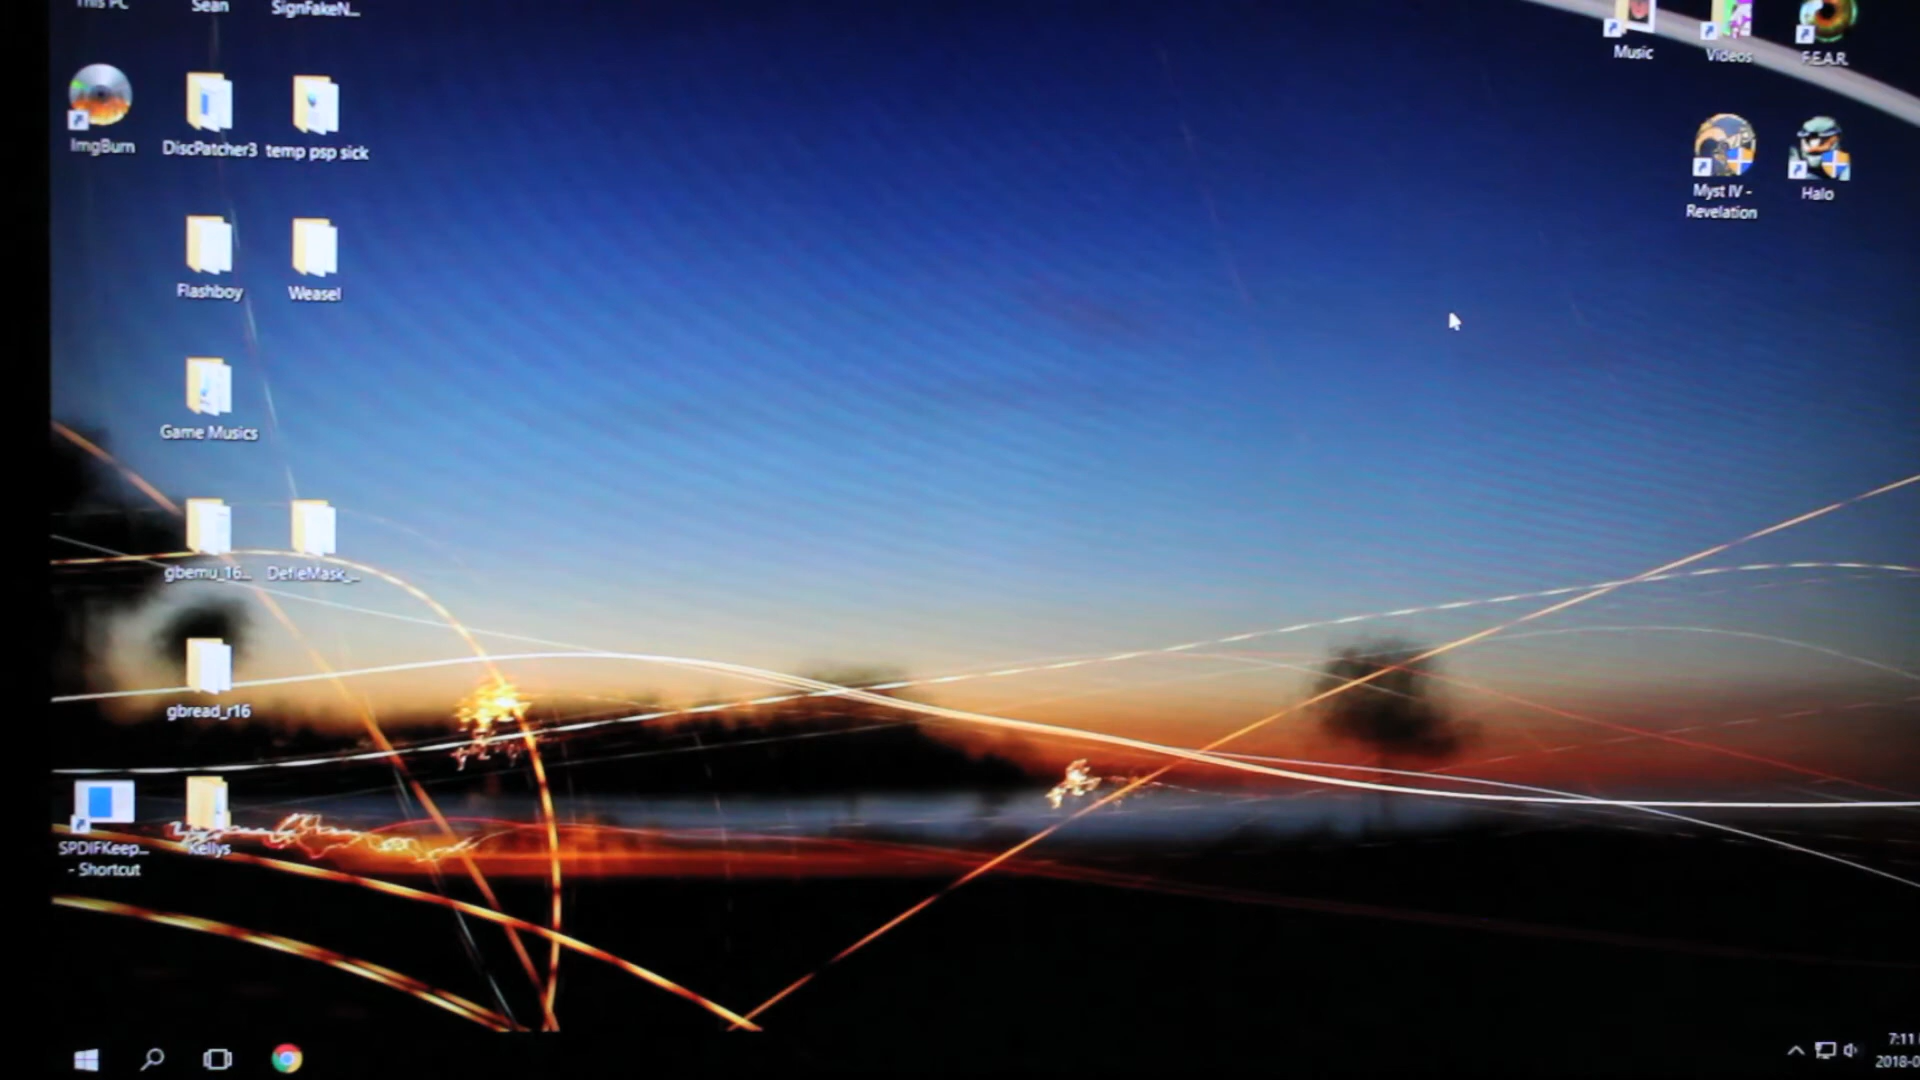 This PC
Sean
SignFakeN...
Music
Videos
F.E.A.R.
ImgBurn
DiscPatcher3
temp psp sick
Myst IV -
Revelation
Halo
Flashboy
Weasel
Game Musics
gbemu_16...
DefleMask_...
gbread_r16
SPDIFKeep...
- Shortcut
Kellys
7:11
2018-0